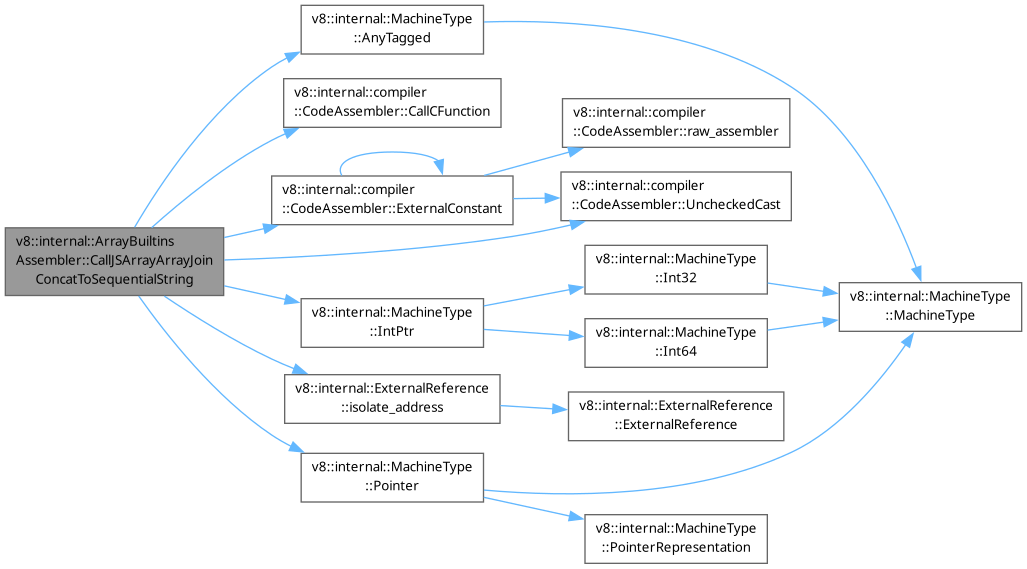 v8::internal::MachineType
::AnyTagged
v8::internal::compiler
::CodeAssembler::CallCFunction
v8::internal::compiler
::CodeAssembler::raw_assembler
v8::internal::compiler
::CodeAssembler::ExternalConstant
v8::internal::compiler
::CodeAssembler::UncheckedCast
v8::internal::ArrayBuiltins
Assembler::CallJSArrayArrayJoin
ConcatToSequentialString
v8::internal::MachineType
::Int32
v8::internal::MachineType
::MachineType
v8::internal::MachineType
::IntPtr
v8::internal::MachineType
::Int64
v8::internal::ExternalReference
::isolate_address
v8::internal::ExternalReference
::ExternalReference
v8::internal::MachineType
::Pointer
v8::internal::MachineType
::PointerRepresentation